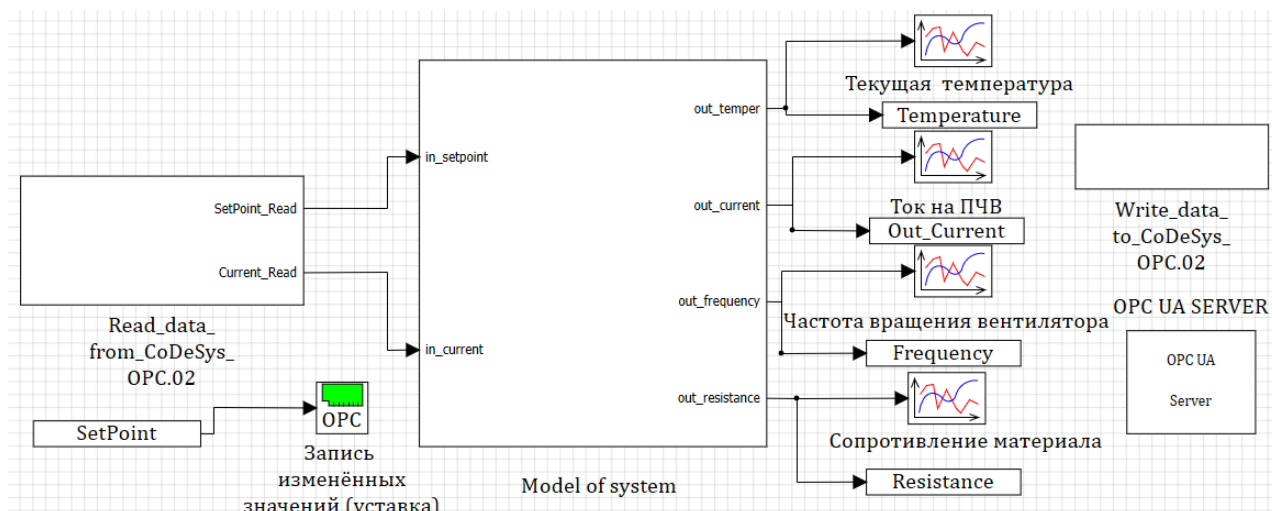 SetPoint_Read
Current_Read
Read_data_
from_CoDeSys_
OPC.02
SetPoint
OPC
Запись
изменённых
значений (уставка)
in_setpoint
in_current
out_temper
out_current
out_frequency
out_resistance
Model of system
Текущая температура
Temperature
Ток на ПЧВ
Out_Current
Частота вращения вентилятора
Frequency
Сопротивление материала
Resistance
Write_data_
to_CoDeSys_
OPC.02
OPC UA SERVER
OPC UA
Server